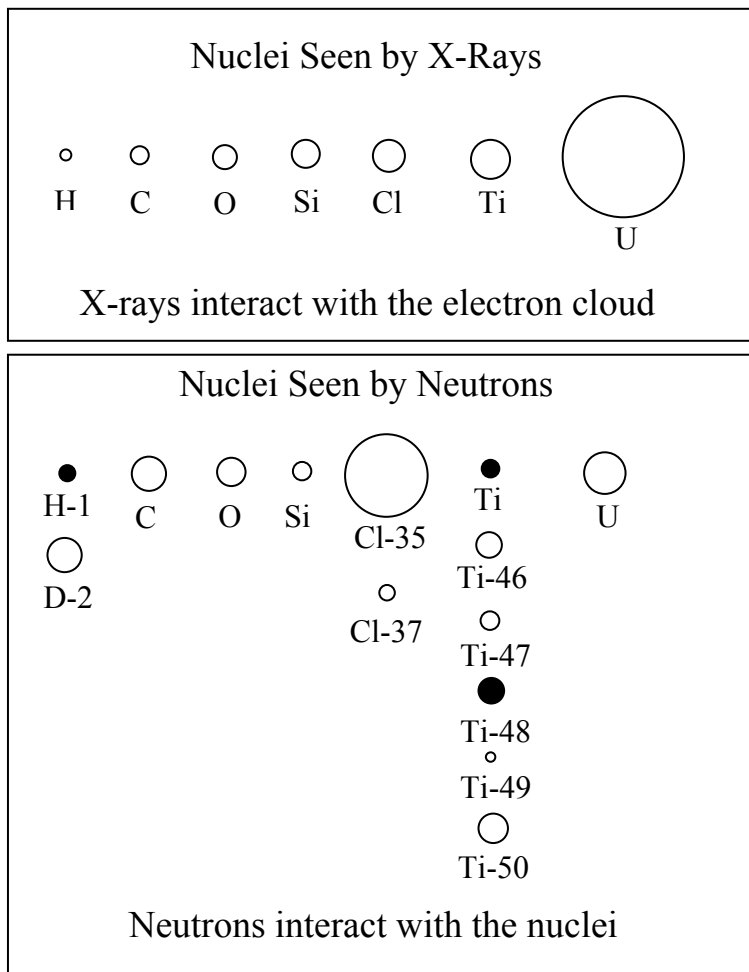 Nuclei Seen by X-Rays
H C O Si Cl Ti U
X-rays interact with the electron cloud
Nuclei Seen by Neutrons
H-1 C O Si Cl-35 Ti U
D-2 Cl-37 Ti-46
Ti-47
Ti-48
Ti-49
Ti-50
Neutrons interact with the nuclei